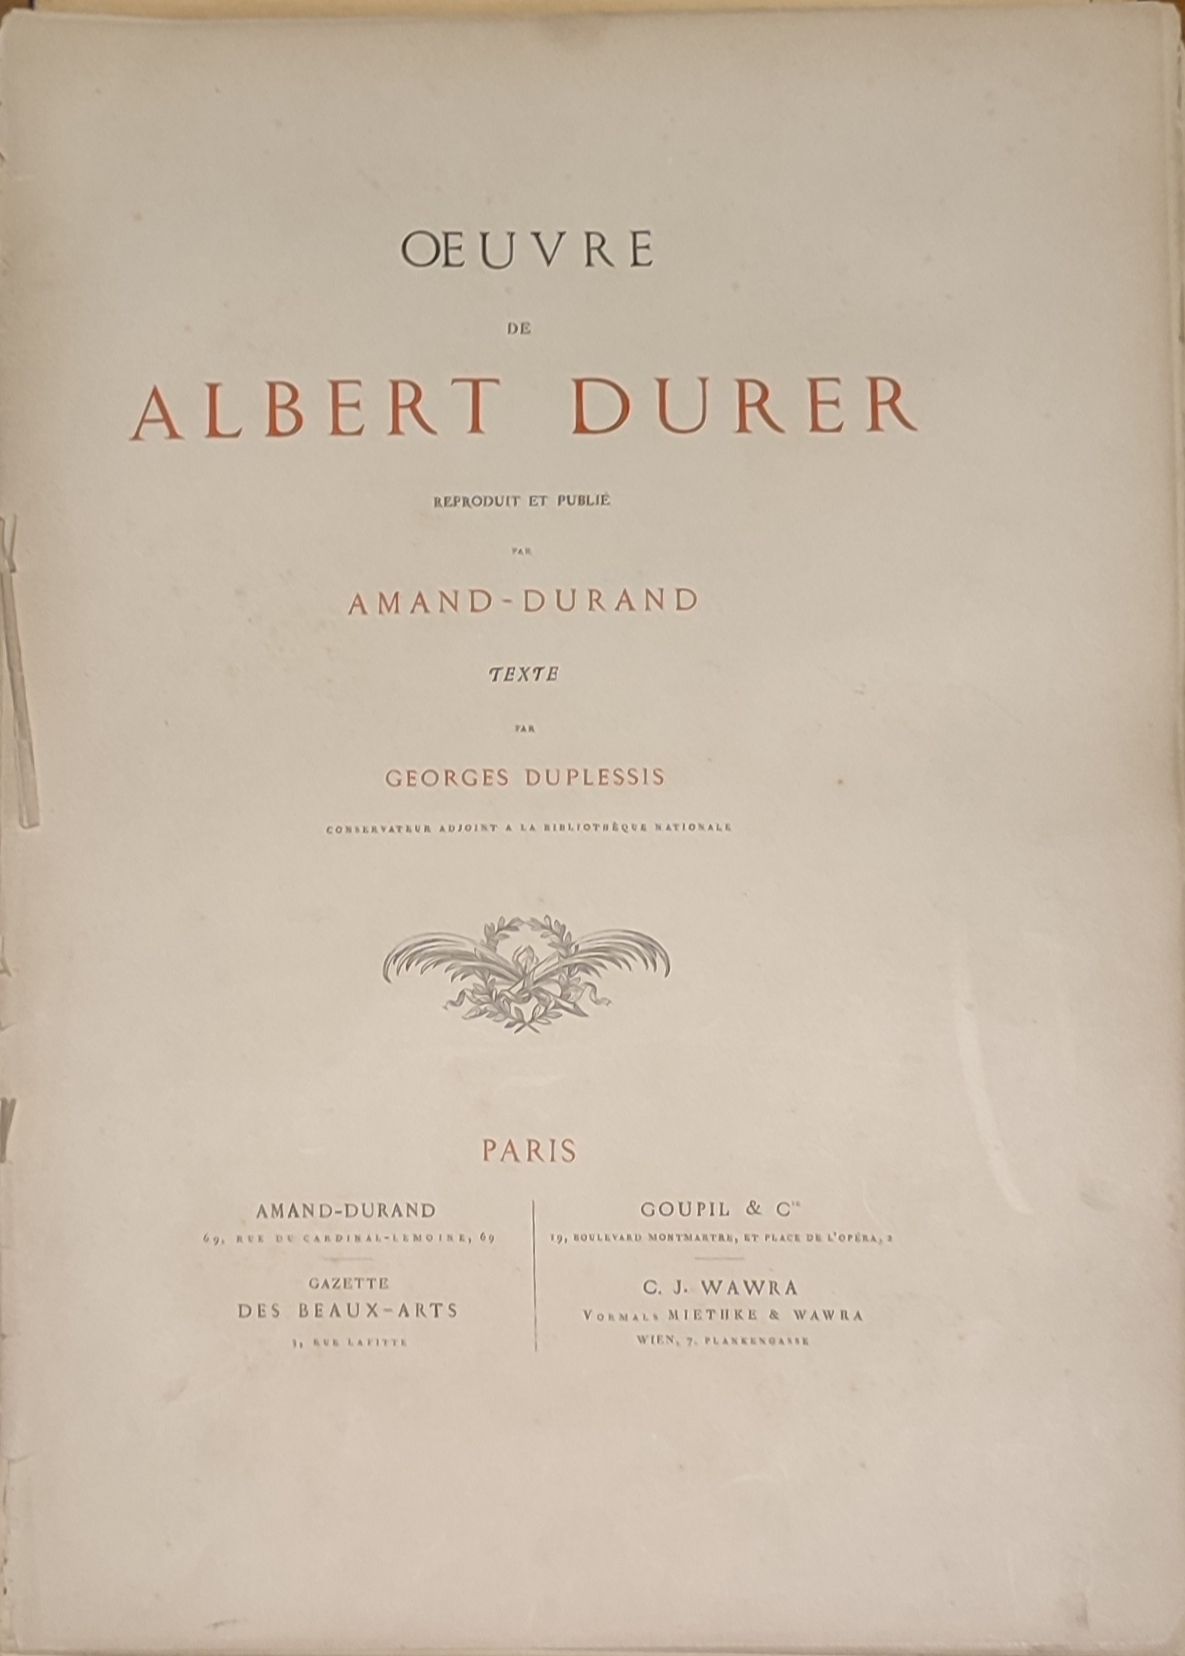 ŒUVRE
DE
ALBERT DURER
REPRODUIT ET PUBLIÉ
PAR
AMAND-DURAND
TEXTE
PAR
GEORGES DUPLESSIS
CONSERVATEUR ADJOINT A LA BIBLIOTHÈQUE NATIONALE
PARIS
AMAND-DURAND
69, RUE DU CARDINAL-LEMOINE, 69
GAZETTE
DES BEAUX-ARTS
3, RUE LAFITTE
GOUPIL & Cie
19, BOULEVARD MONTMARTRE, ET PLACE DE L'OPÉRA, 2
C. J. WAWRA
VORMALS MIETHKE & WAWRA
WIEN, 7. PLANKENGASSE